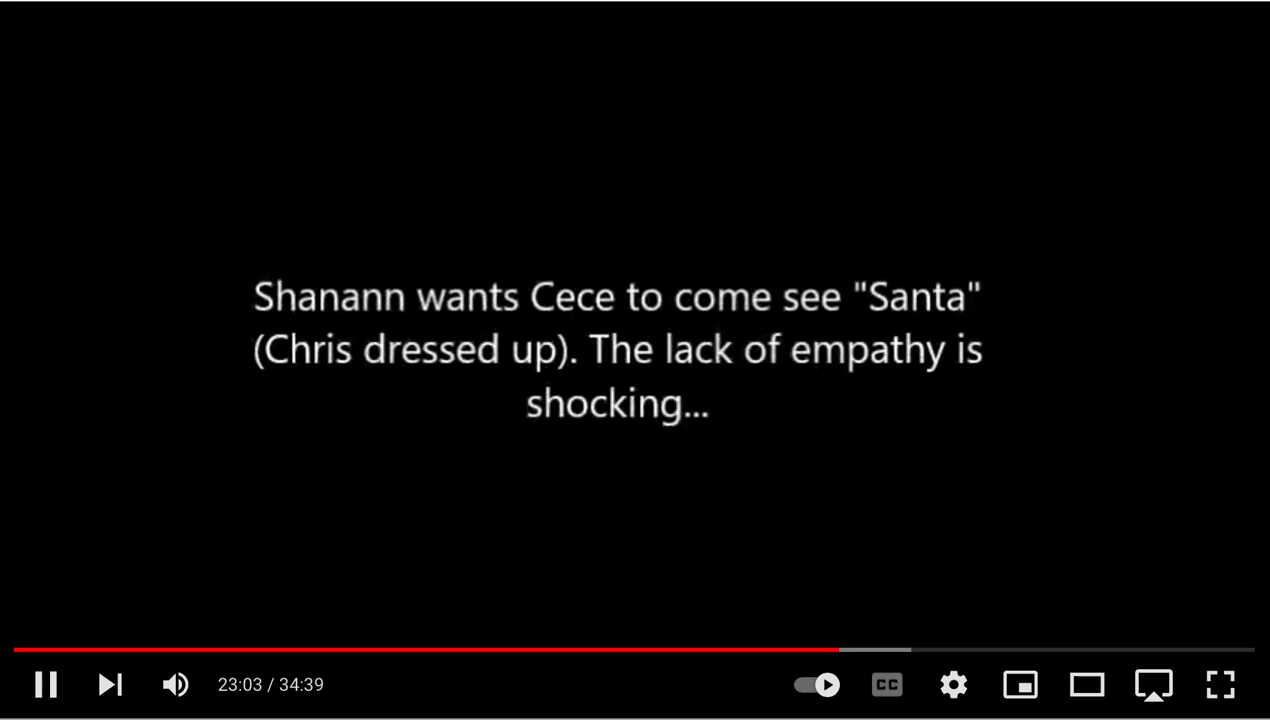 Shanann wants Cece to come see "Santa"
(Chris dressed up). The lack of empathy is
shocking...
23:03 / 34:39
CC